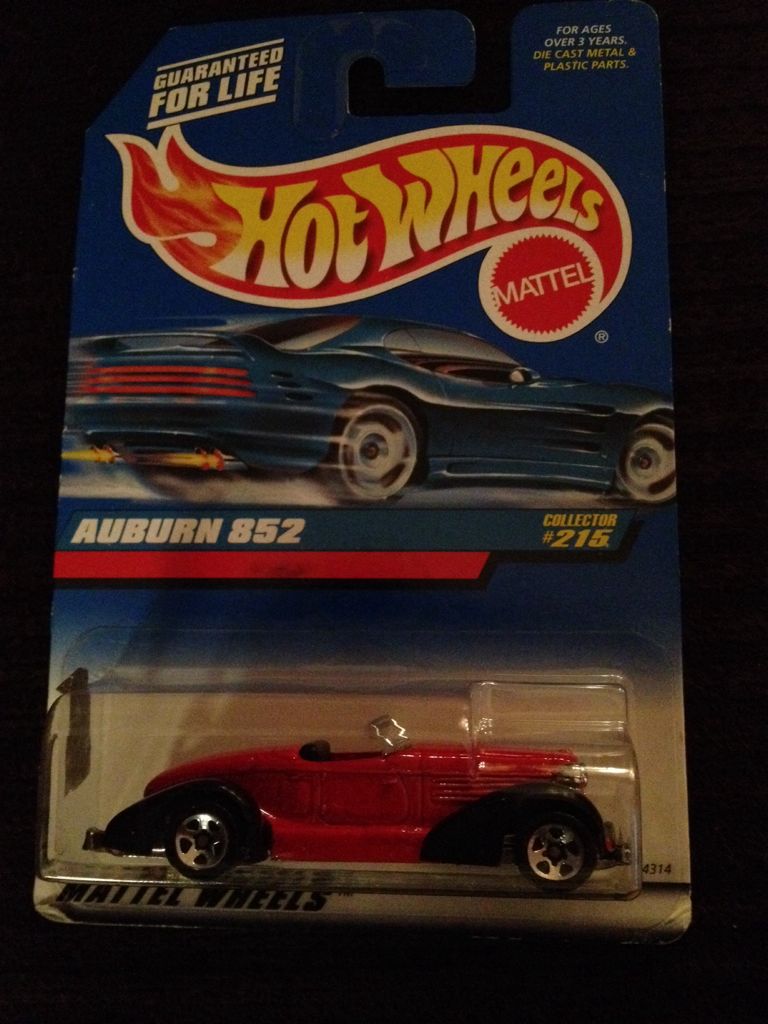 GUARANTEED
FOR LIFE
FOR AGES
OVER 3 YEARS.
DIE CAST METAL &
PLASTIC PARTS.
HOT WHEELS
MATTEL
®
AUBURN 852
COLLECTOR
#215
4314
MATTEL WHEELS™